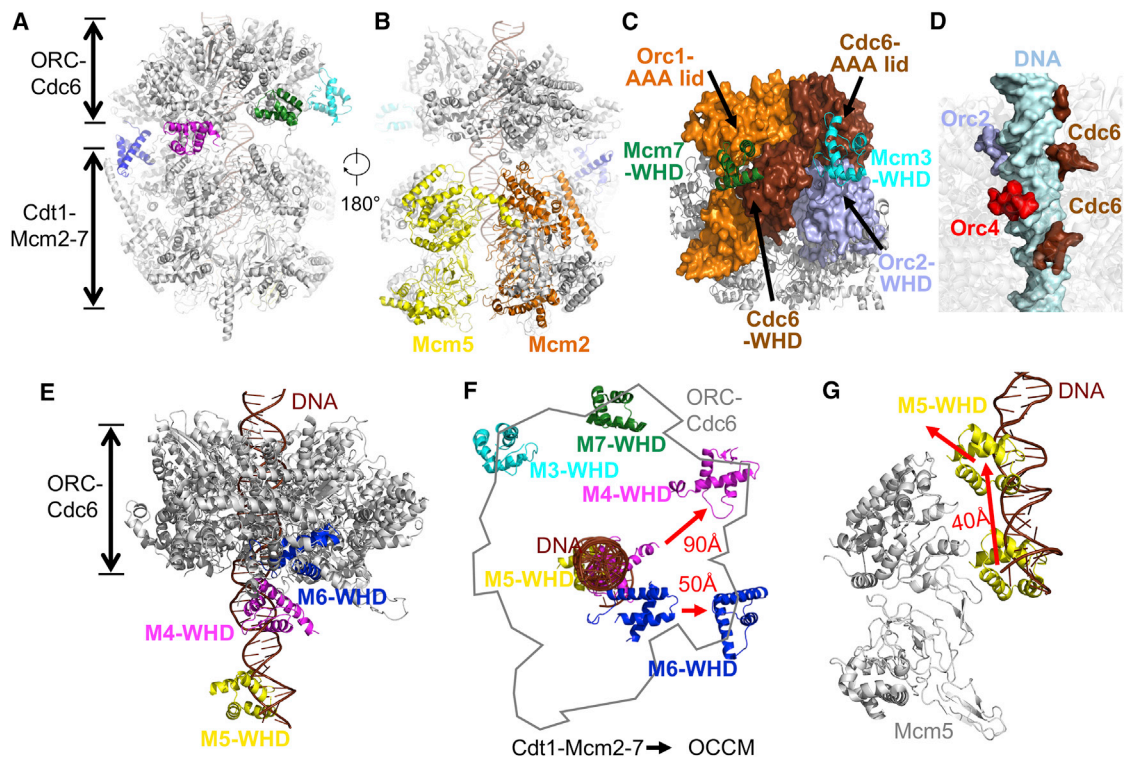 A
ORC-
Cdc6
Cdt1-
Mcm2-7
180°
B
Mcm5
Mcm2
C
Orc1-
AAA lid
Cdc6-
AAA lid
Mcm7
-WHD
Mcm3
-WHD
Orc2-
WHD
Cdc6
-WHD
D
DNA
Orc2
Cdc6
Cdc6
Orc4
E
DNA
ORC-
Cdc6
M6-WHD
M4-WHD
M5-WHD
F
ORC-
Cdc6
M7-WHD
M3-WHD
M4-WHD
DNA
90Å
M5-WHD
50Å
M6-WHD
Cdt1-Mcm2-7 → OCCM
G
DNA
M5-WHD
40Å
Mcm5